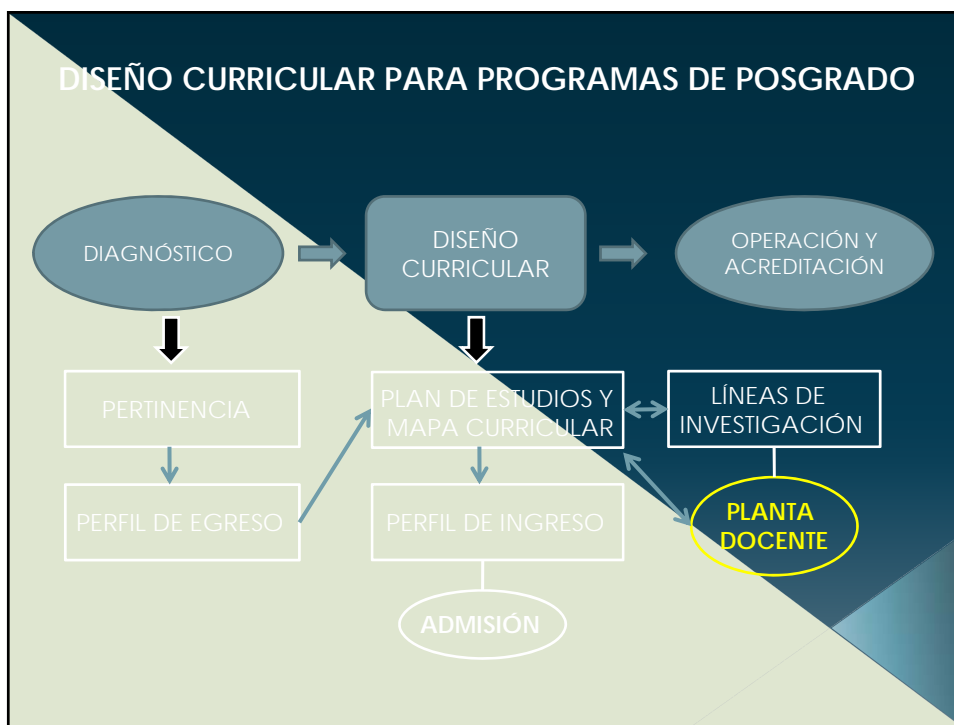 DISEÑO CURRICULAR PARA PROGRAMAS DE POSGRADO
DIAGNÓSTICO
DISEÑO
CURRICULAR
OPERACIÓN Y
ACREDITACIÓN
PERTINENCIA
PLAN DE ESTUDIOS Y
MAPA CURRICULAR
LÍNEAS DE
INVESTIGACIÓN
PERFIL DE EGRESO
PERFIL DE INGRESO
PLANTA
DOCENTE
ADMISIÓN